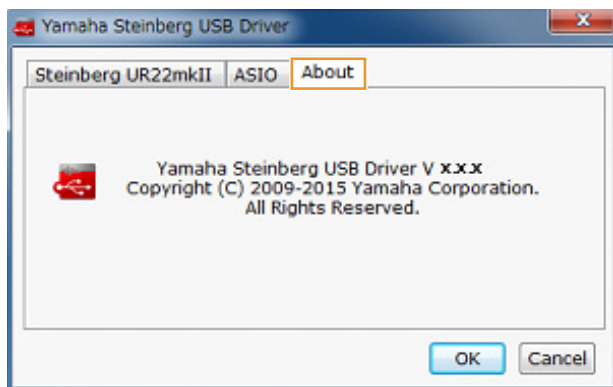 Yamaha Steinberg USB Driver
Steinberg UR22mkII ASIO About
Yamaha Steinberg USB Driver V x.x.x
Copyright (C) 2009-2015 Yamaha Corporation.
All Rights Reserved.
OK Cancel